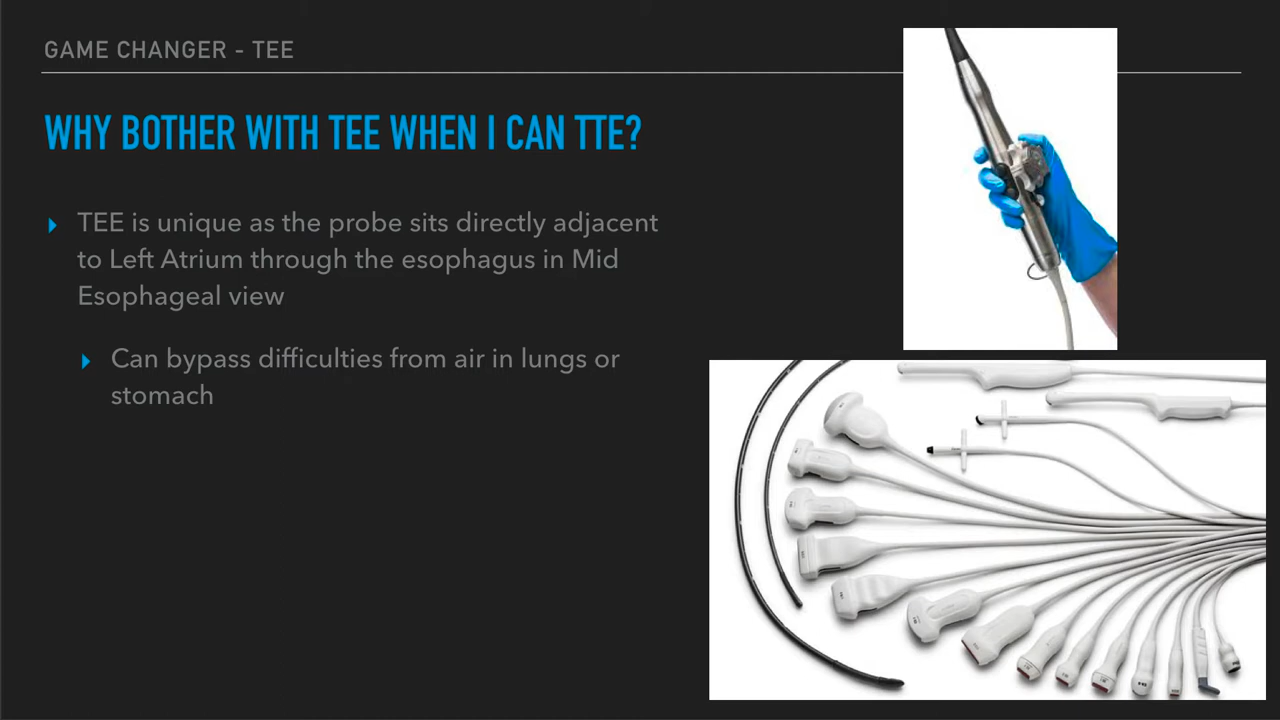 GAME CHANGER - TEE
WHY BOTHER WITH TEE WHEN I CAN TTE?
TEE is unique as the probe sits directly adjacent
to Left Atrium through the esophagus in Mid
Esophageal view
Can bypass difficulties from air in lungs or
stomach